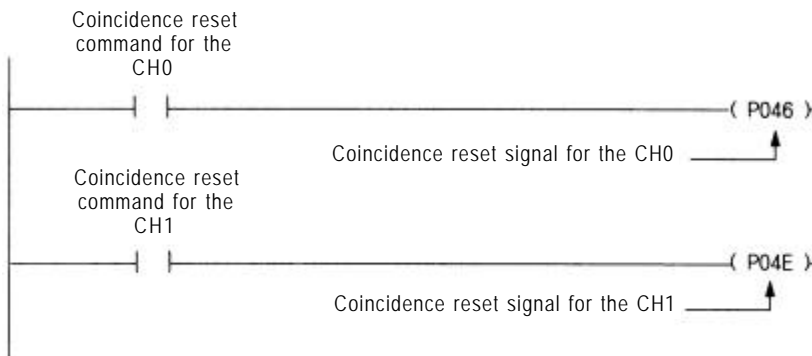 Coincidence reset
command for the
CH0
( P046 )
Coincidence reset signal for the CH0
Coincidence reset
command for the
CH1
( P04E )
Coincidence reset signal for the CH1